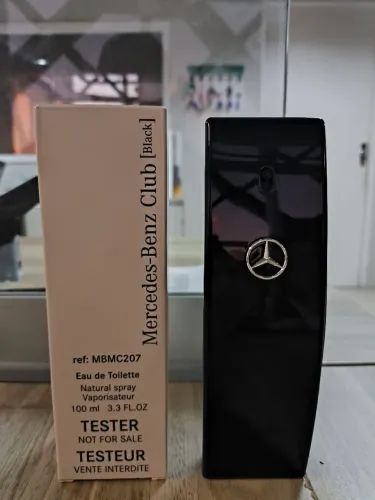 Mercedes-Benz Club [Black]
ref: MBMC207
Eau de Toilette
Natural spray
Vaporisateur
100 ml 3.3 FL.OZ
TESTER
NOT FOR SALE
TESTEUR
VENTE INTERDITE